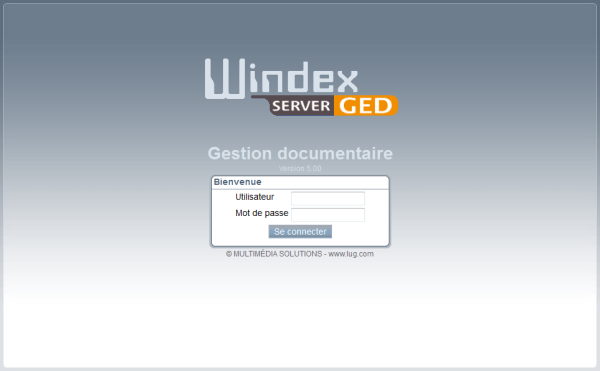 Windex
SERVER GED
Gestion documentaire
Version 5.00
Bienvenue
Utilisateur
Mot de passe
Se connecter
© MULTIMÉDIA SOLUTIONS - www.lug.com